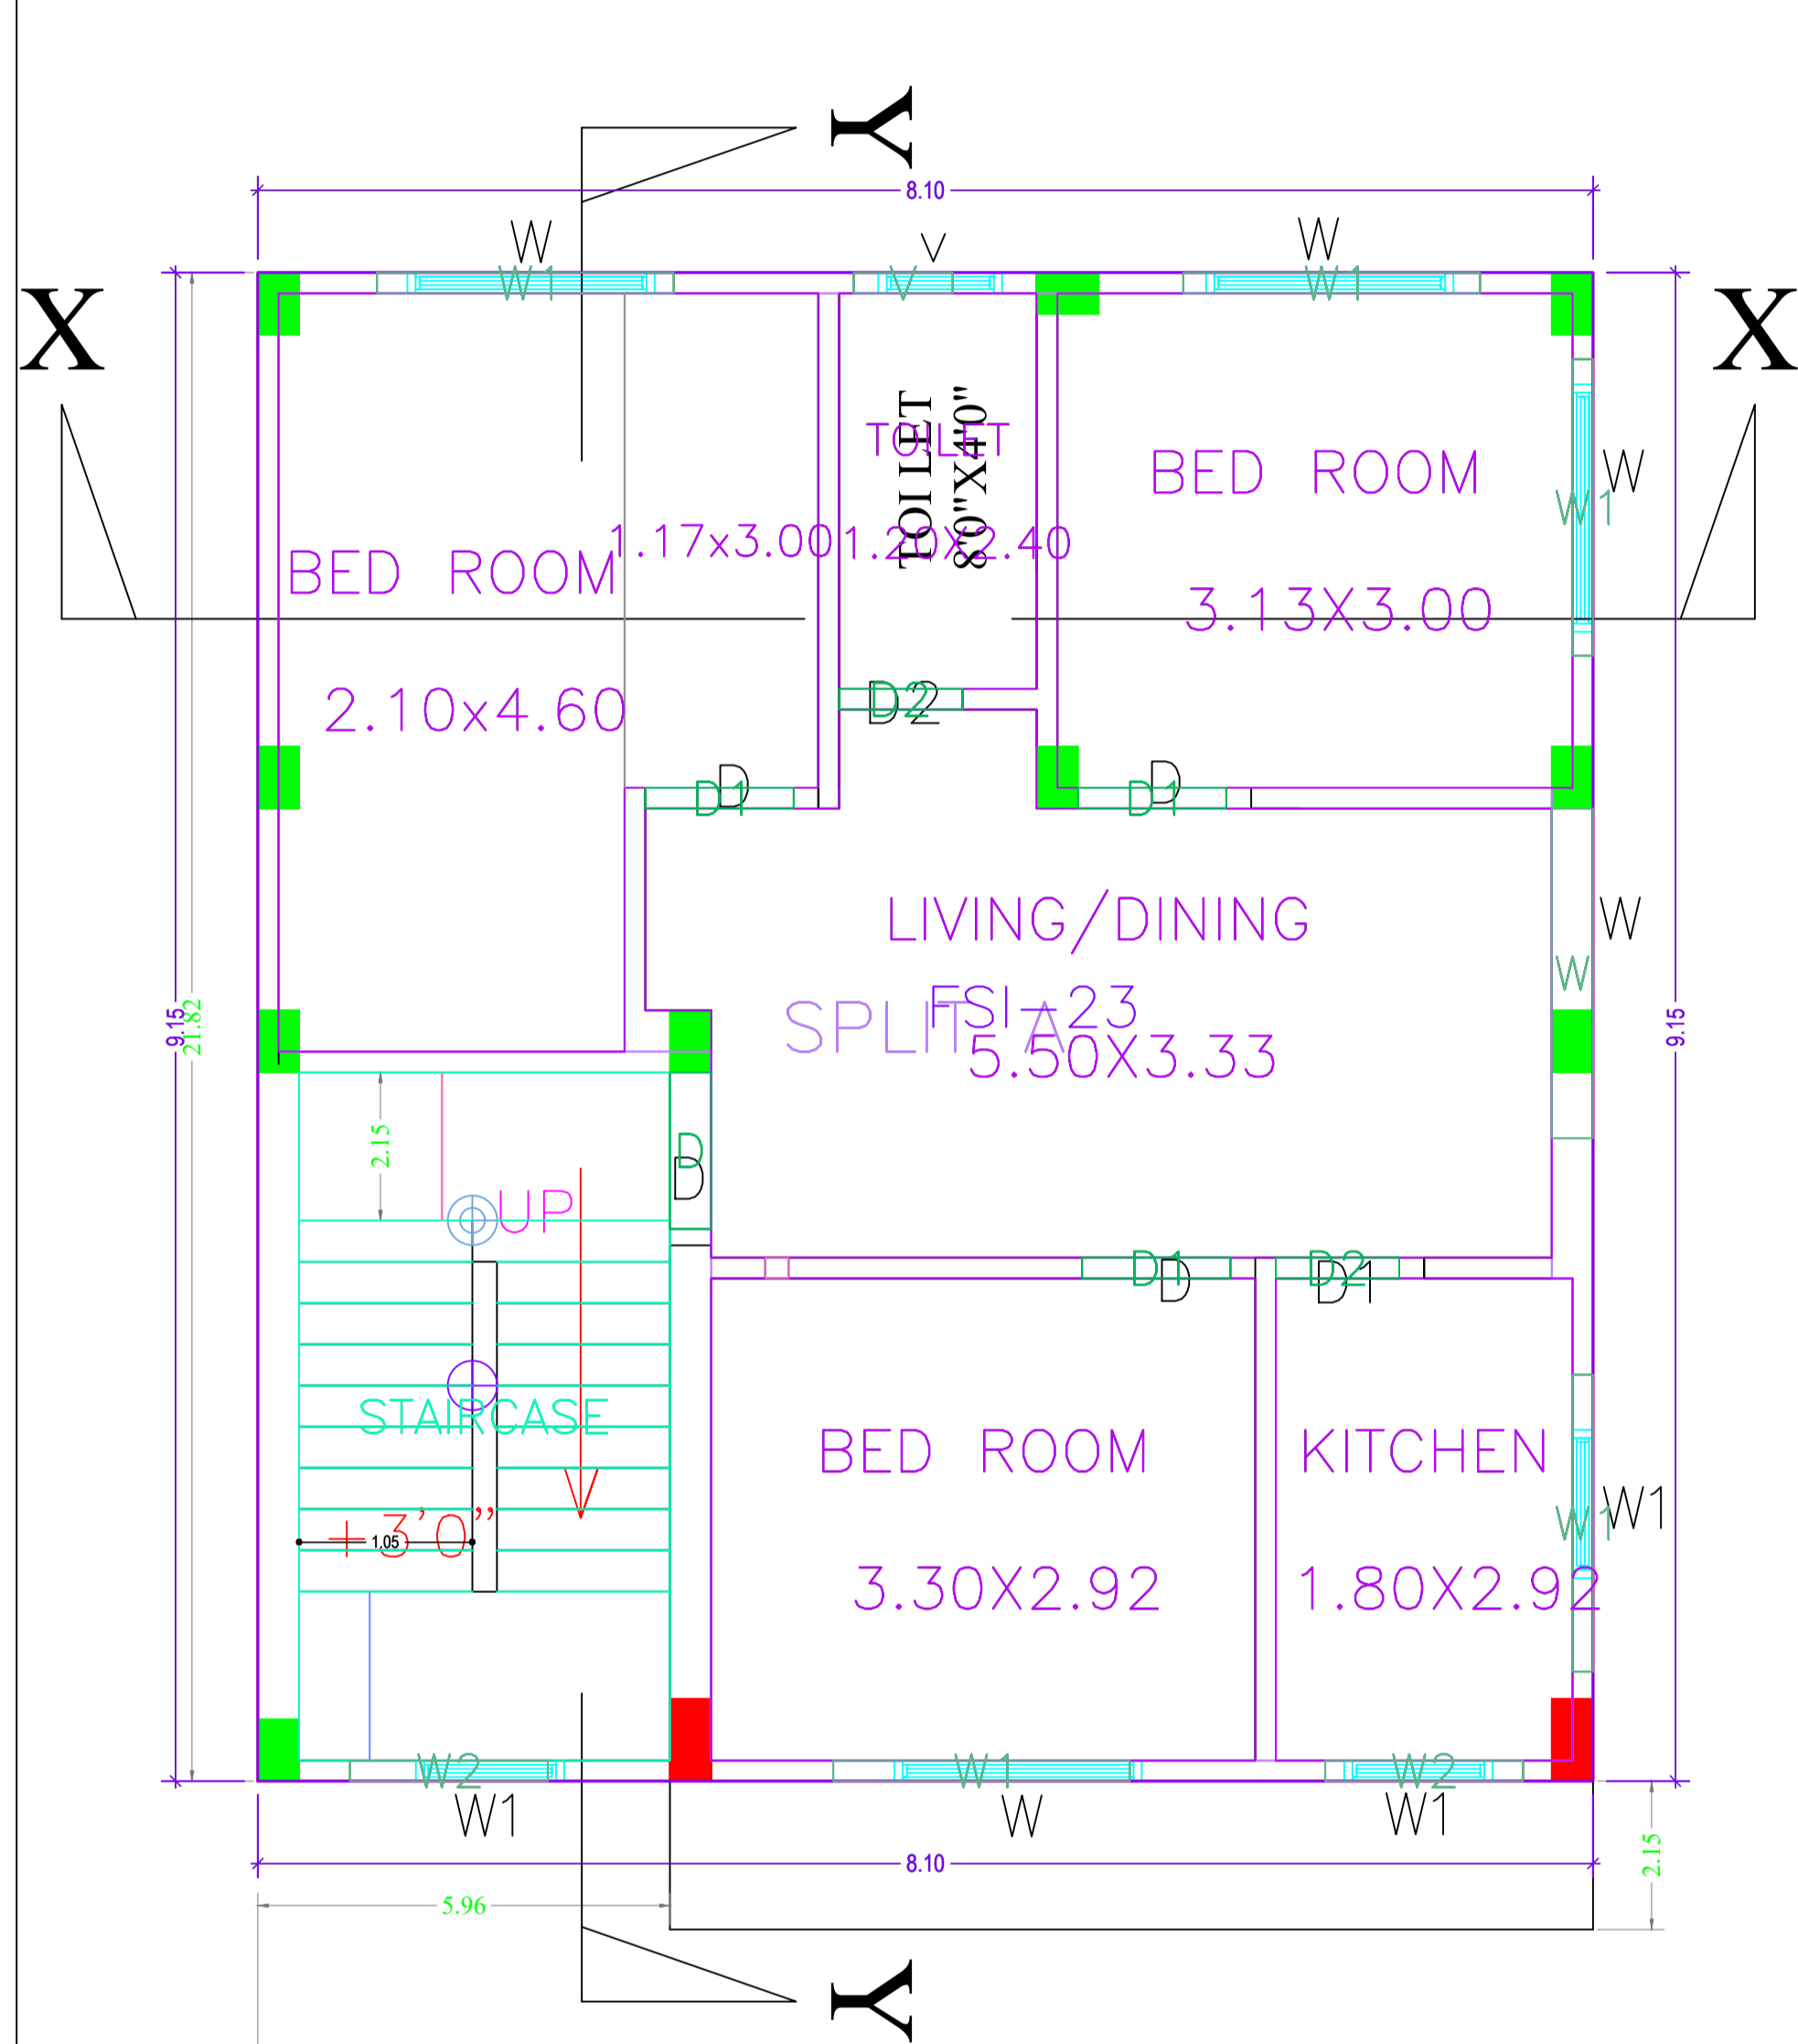 Y
8.10
W
V
W
W1
V
W1
X
X
TOILET
8'0"X4'0"
TOILET
BED ROOM
W
W1
1.17x3.00
1.20X2.40
BED ROOM
3.13X3.00
2.10x4.60
D2
D2
D
D1
D
D1
LIVING/DINING
W
W
FSI-23
SPLIT A
5.50X3.33
9.15
21.82
9.15
2.15
D
D
UP
D1
D
D2
D1
STAIRCASE
BED ROOM
KITCHEN
W1
W1
+3'0"
1.05
3.30X2.92
1.80X2.92
W2
W1
W2
W1
W
W1
8.10
2.15
5.96
Y